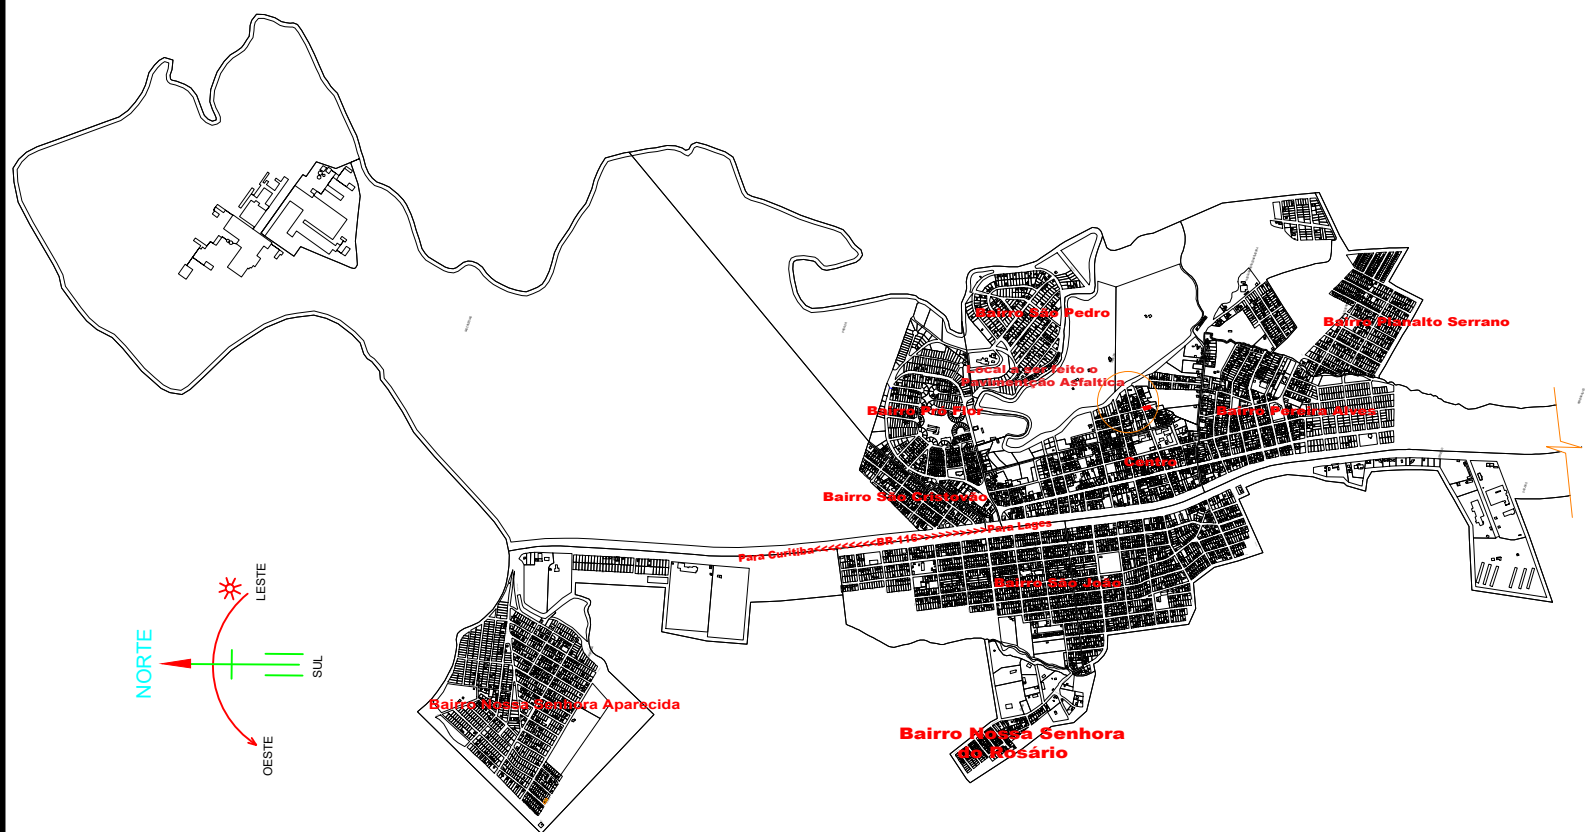 Bairro São Pedro
Bairro Planalto Serrano
Local a ser feito o
Pavimentção Asfaltica
Bairro Pró Flor
Bairro Pereira Alves
Centro
Bairro São Cristovão
Para Curitiba<<<<<<<<<BR-116>>>>>>>>>>Para Lages
Bairro São João
LESTE
NORTE
SUL
OESTE
Bairro Nossa Senhora Aparecida
Bairro Nossa Senhora
do Rosário